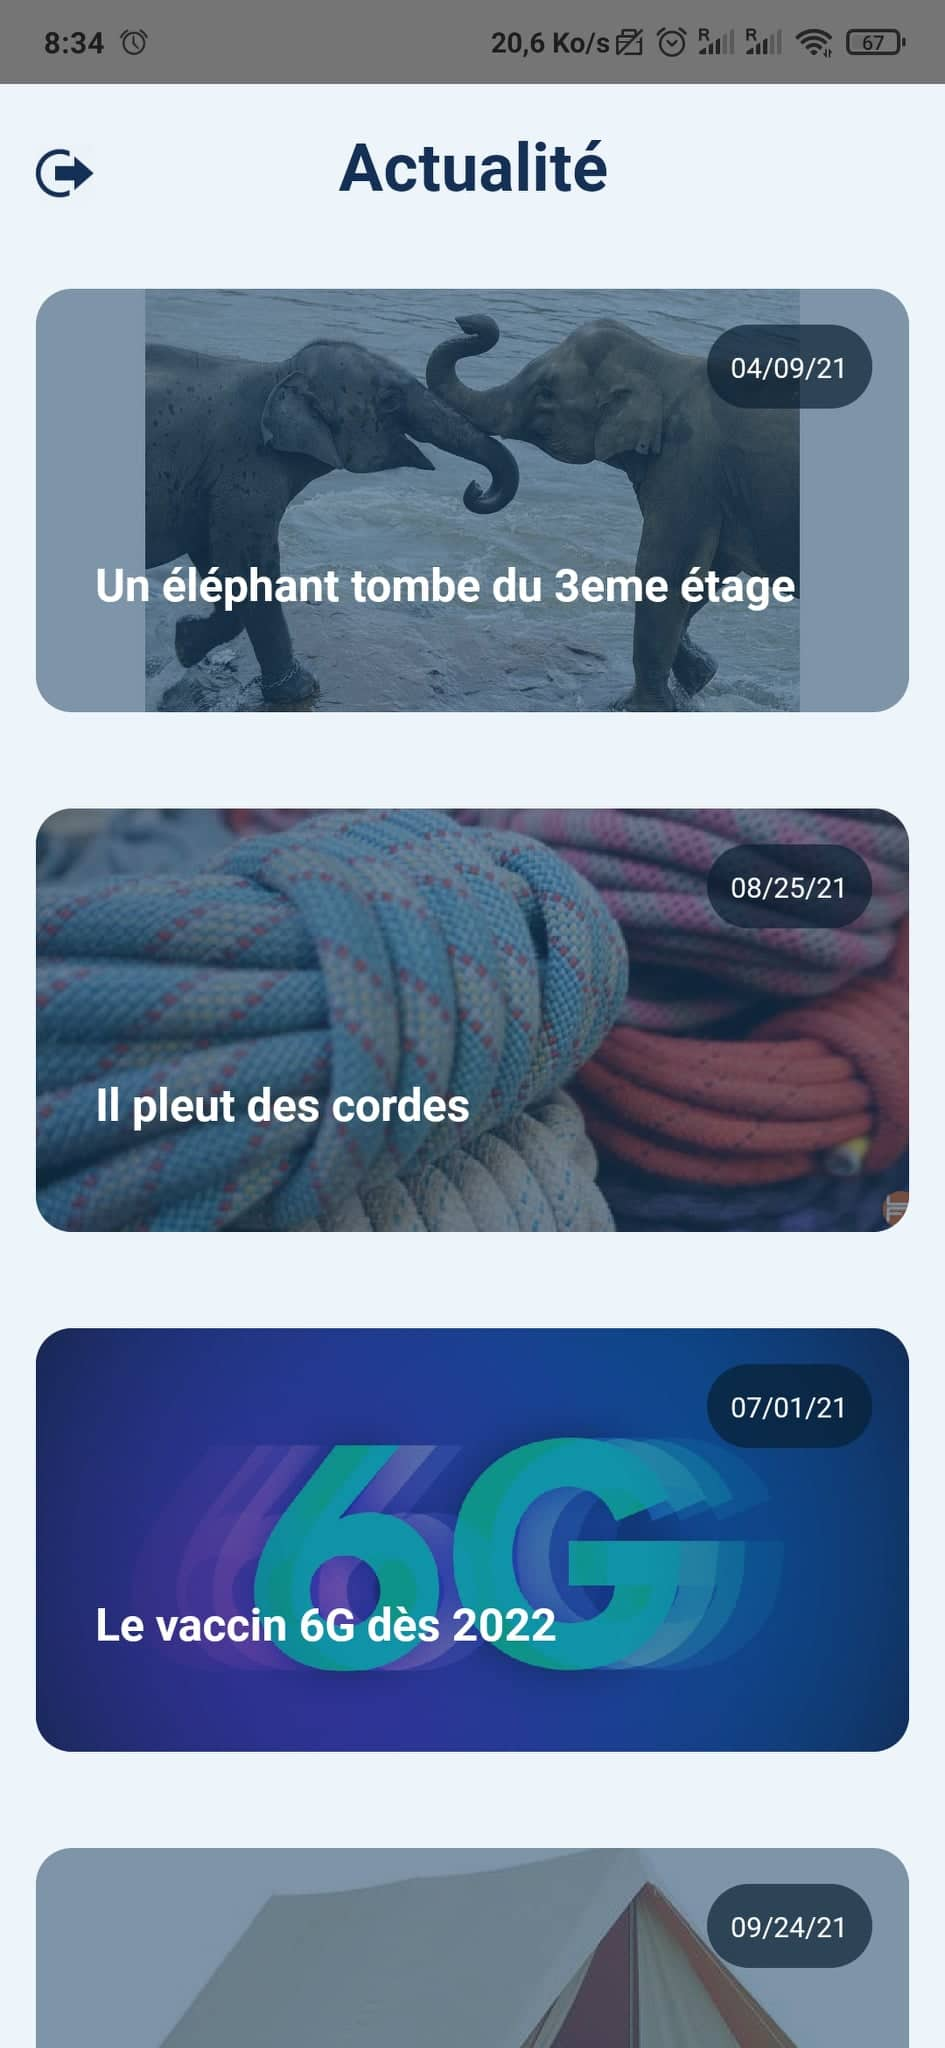 8:34
20,6 Ko/s R R 67
Actualité
04/09/21
Un éléphant tombe du 3eme étage
08/25/21
Il pleut des cordes
07/01/21
6G
Le vaccin 6G dès 2022
09/24/21